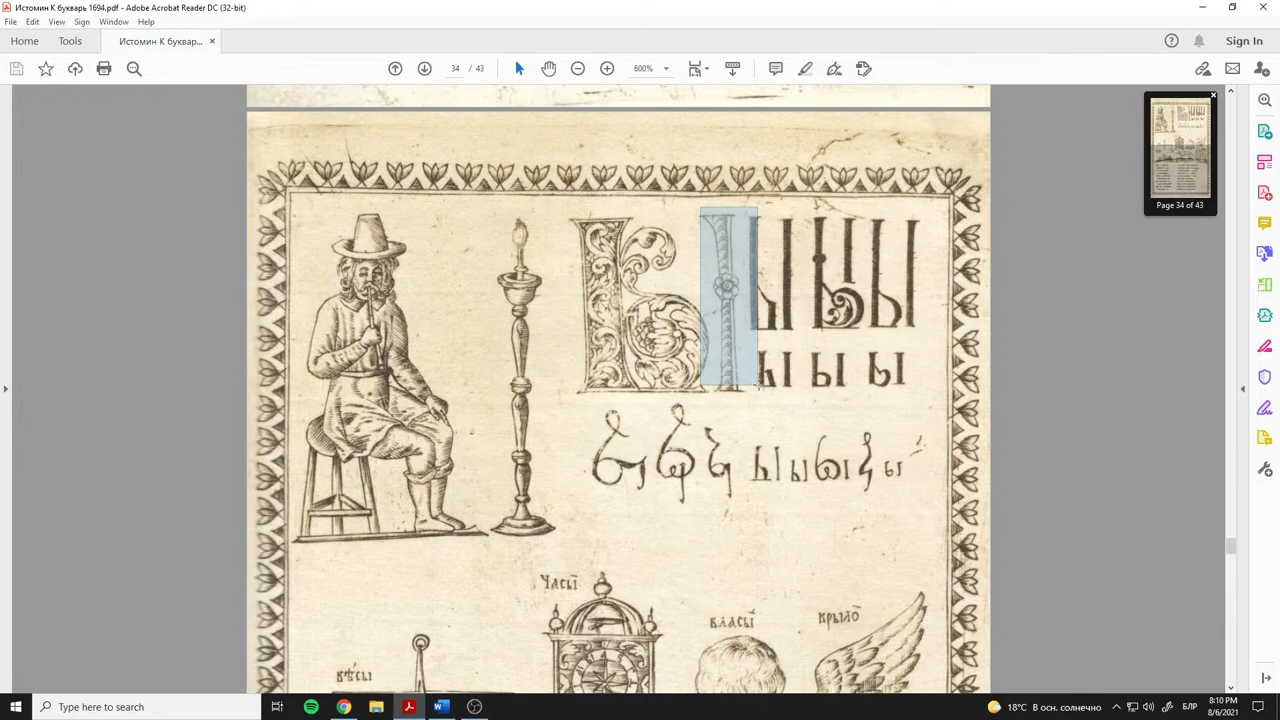 Истомин К букварь 1694.pdf - Adobe Acrobat Reader DC (32-bit)
File Edit View Sign Window Help
Home Tools Истомин К буквар... × Sign In
34 / 43 600%
Page 34 of 43
Ы Ы Ы Ы
ы ы ы
ы ы
часы
власы
крыло
вѣсы
Type here to search
18°C В осн. солнечно
БЛР
8:10 PM
8/6/2021